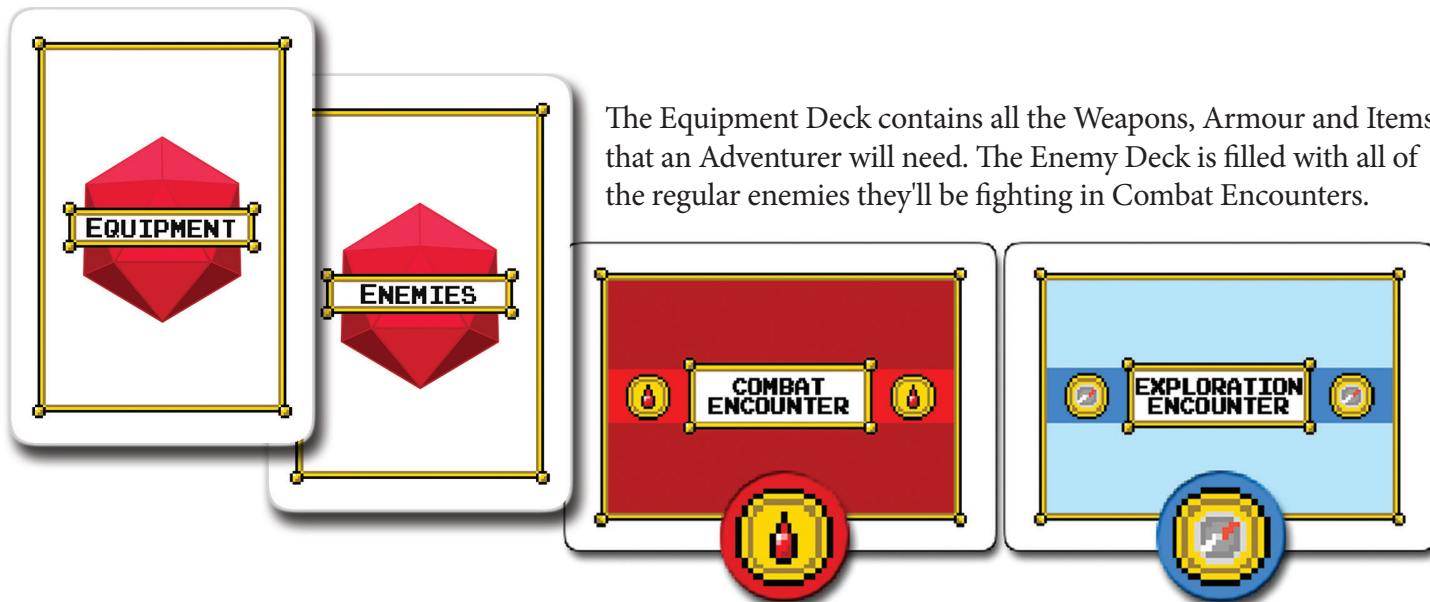 EQUIPMENT
ENEMIES
The Equipment Deck contains all the Weapons, Armour and Items
that an Adventurer will need. The Enemy Deck is filled with all of
the regular enemies they'll be fighting in Combat Encounters.
COMBAT
ENCOUNTER
EXPLORATION
ENCOUNTER